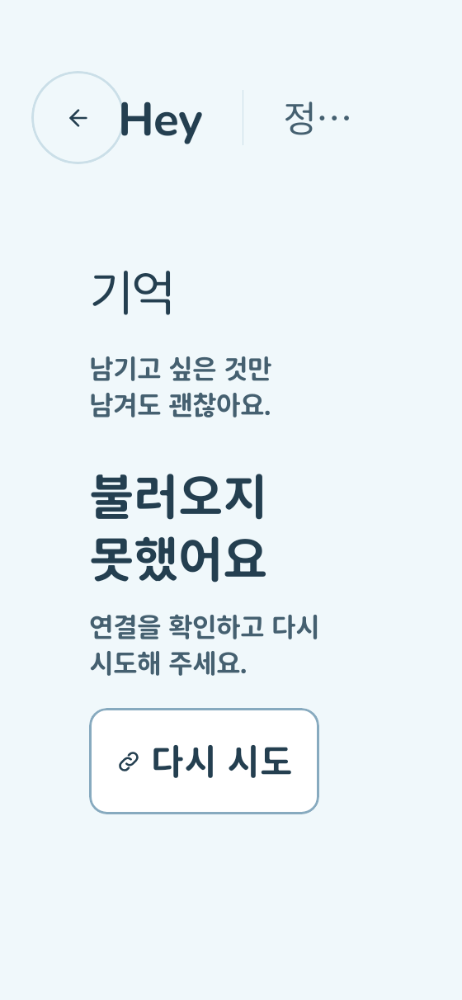 Hey 정…
기억
남기고 싶은 것만
남겨도 괜찮아요.
불러오지
못했어요
연결을 확인하고 다시
시도해 주세요.
다시 시도